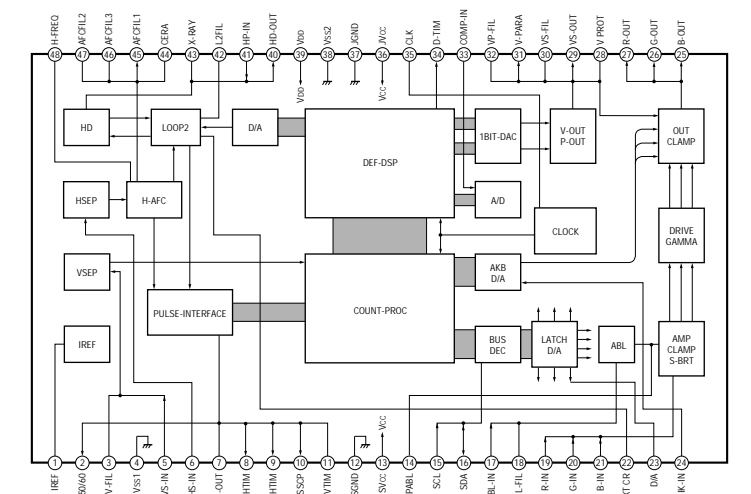 H-FREQ
AFCFIL2
AFCFIL3
AFCFIL1
CERA
X-RAY
L2FIL
HP-IN
HD-OUT
VDD
VSS2
JGND
JVCC
CLK
D-TIM
COMP-IN
VP-FIL
V-PARA
VS-FIL
VS-OUT
V PROT
R-OUT
G-OUT
B-OUT
48 47 46 45 44 43 42 41 40 39 38 37 36 35 34 33 32 31 30 29 28 27 26 25
VDD
VCC
HD
LOOP2
D/A
DEF-DSP
1BIT-DAC
V-OUT
P-OUT
OUT
CLAMP
HSEP
H-AFC
A/D
CLOCK
DRIVE
GAMMA
VSEP
AKB
D/A
PULSE-INTERFACE
COUNT-PROC
IREF
BUS
DEC
LATCH
D/A
ABL
AMP
CLAMP
S-BRT
VCC
1 2 3 4 5 6 7 8 9 10 11 12 13 14 15 16 17 18 19 20 21 22 23 24
IREF
50/60
V-FIL
VSS1
VS-IN
HS-IN
-OUT
HTIM
HTIM
SSCP
VTIM
SGND
SVCC
PABL
SCL
SDA
BL-IN
L-FIL
R-IN
G-IN
B-IN
D/A
IK-IN